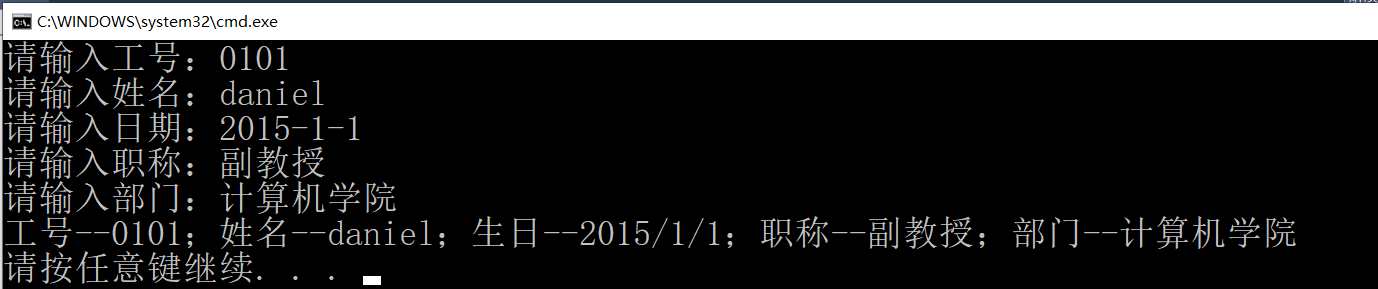 C:\WINDOWS\system32\cmd.exe
请输入工号：0101
请输入姓名：daniel
请输入日期：2015-1-1
请输入职称：副教授
请输入部门：计算机学院
工号--0101；姓名--daniel；生日--2015/1/1；职称--副教授；部门--计算机学院
请按任意键继续. . .